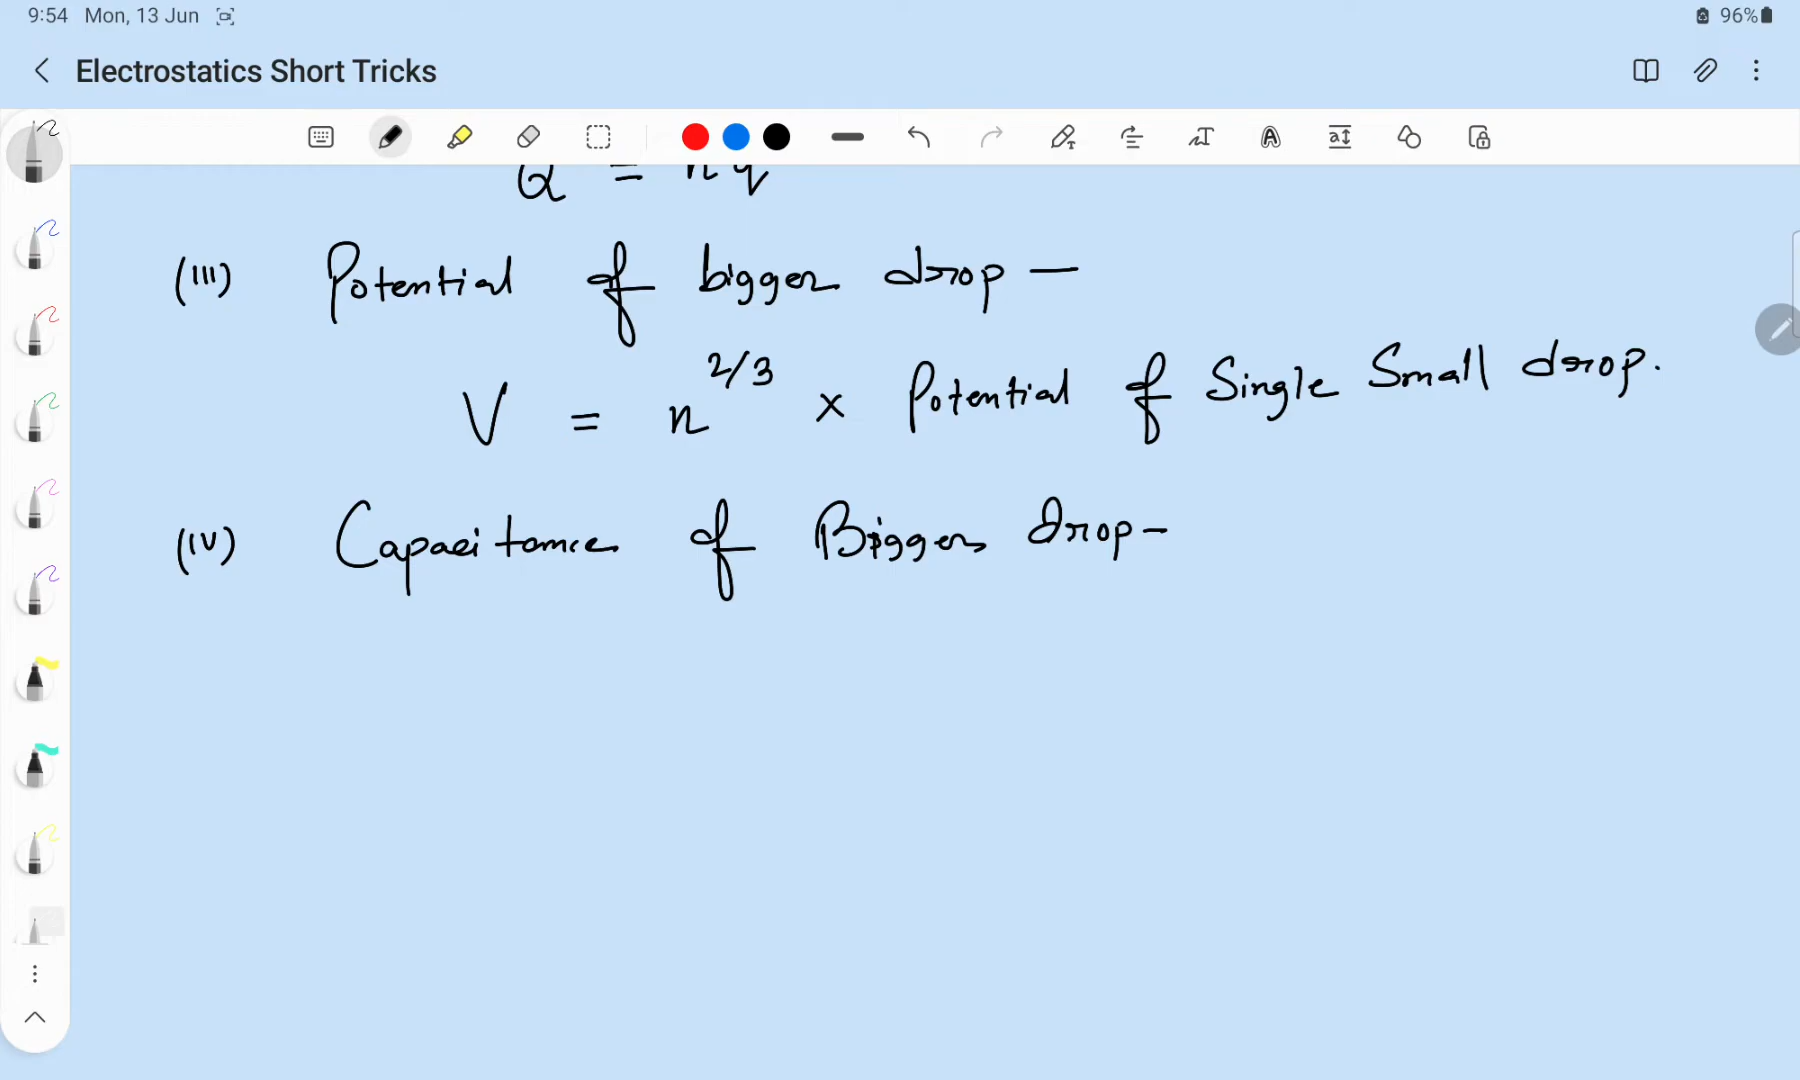 9:54 Mon, 13 Jun 96%
Electrostatics Short Tricks
Q = nq
(III) Potential of bigger drop —
V = n^2/3 × Potential of Single Small drop.
(IV) Capacitance of Bigger drop -